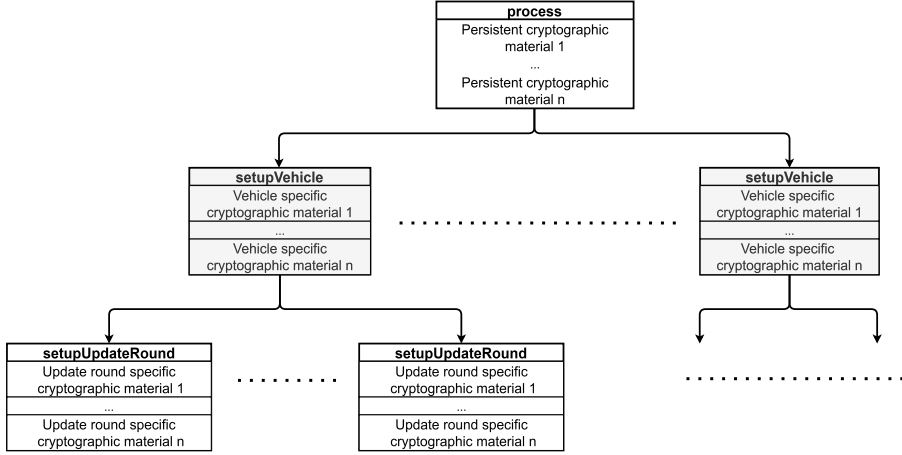 process
Persistent cryptographic
material 1
...
Persistent cryptographic
material n
setupVehicle
Vehicle specific
cryptographic material 1
...
Vehicle specific
cryptographic material n
setupVehicle
Vehicle specific
cryptographic material 1
...
Vehicle specific
cryptographic material n
setupUpdateRound
Update round specific
cryptographic material 1
...
Update round specific
cryptographic material n
setupUpdateRound
Update round specific
cryptographic material 1
...
Update round specific
cryptographic material n